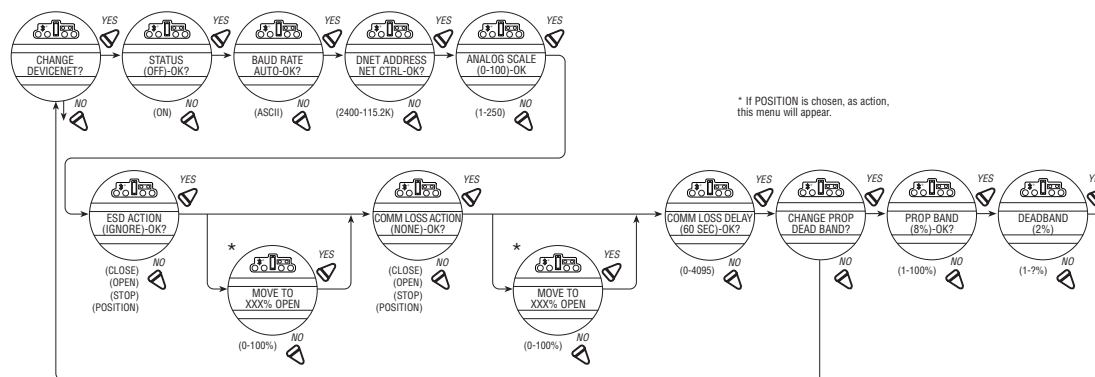 YES
YES
YES
YES
YES
CHANGE
DEVICENET?
STATUS
(OFF)-OK?
BAUD RATE
AUTO-OK?
DNET ADDRESS
NET CTRL-OK?
ANALOG SCALE
(0-100)-OK
NO
NO
(ON)
NO
(ASCII)
NO
(2400-115.2K)
NO
(1-250)
* If POSITION is chosen, as action,
this menu will appear.
YES
ESD ACTION
(IGNORE)-OK?
NO
(CLOSE)
(OPEN)
(STOP)
(POSITION)
*
YES
MOVE TO
XXX% OPEN
NO
(0-100%)
YES
COMM LOSS ACTION
(NONE)-OK?
NO
(CLOSE)
(OPEN)
(STOP)
(POSITION)
*
YES
MOVE TO
XXX% OPEN
NO
(0-100%)
YES
COMM LOSS DELAY
(60 SEC)-OK?
NO
(0-4095)
YES
CHANGE PROP
DEAD BAND?
NO
YES
PROP BAND
(8%)-OK?
NO
(1-100%)
DEADBAND
(2%)
NO
(1-?%)